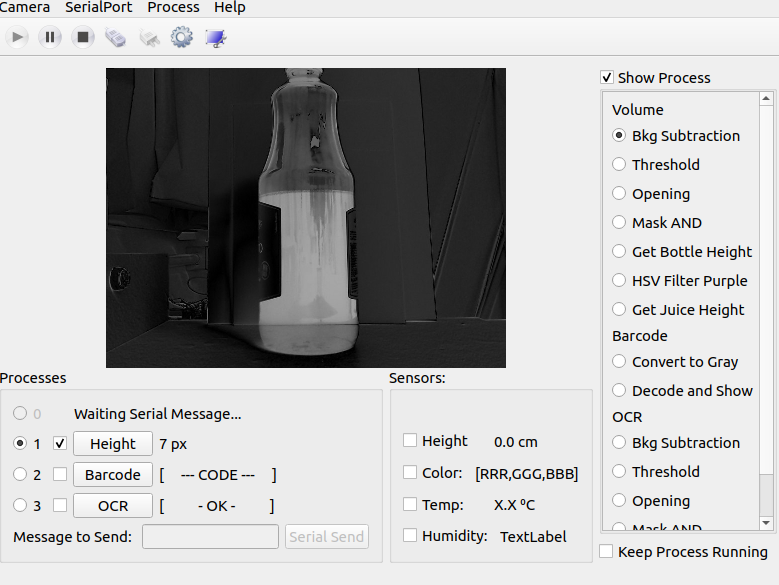 Camera SerialPort Process Help
Show Process
Volume
Bkg Subtraction
Threshold
Opening
Mask AND
Get Bottle Height
HSV Filter Purple
Get Juice Height
Barcode
Convert to Gray
Decode and Show
OCR
Bkg Subtraction
Threshold
Opening
Mask AND
Keep Process Running
Processes
0 Waiting Serial Message...
1 Height 7 px
2 Barcode [ --- CODE --- ]
3 OCR [ - OK - ]
Message to Send: Serial Send
Sensors:
Height 0.0 cm
Color: [RRR,GGG,BBB]
Temp: X.X ºC
Humidity: TextLabel